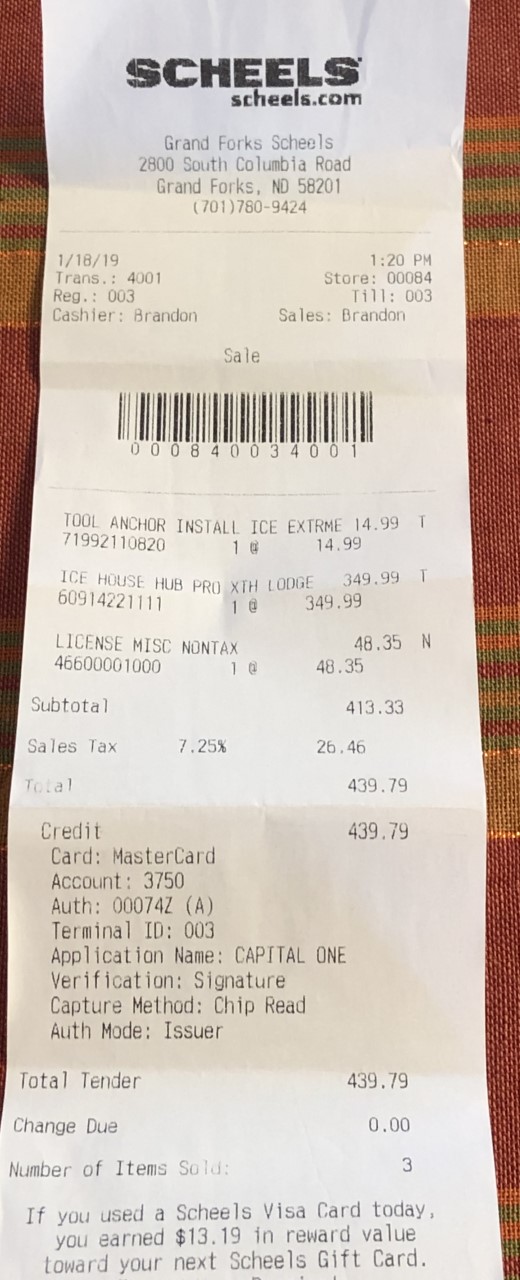 SCHEELS
scheels.com
Grand Forks Scheels
2800 South Columbia Road
Grand Forks, ND 58201
(701)780-9424
1/18/19 1:20 PM
Trans.: 4001 Store: 00084
Reg.: 003 Till: 003
Cashier: Brandon Sales: Brandon
Sale
000840034001
TOOL ANCHOR INSTALL ICE EXTRME 14.99 T
71992110820 1 @ 14.99
ICE HOUSE HUB PRO XTH LODGE 349.99 T
60914221111 1 @ 349.99
LICENSE MISC NONTAX 48.35 N
46600001000 1 @ 48.35
Subtotal 413.33
Sales Tax 7.25% 26.46
Total 439.79
Credit 439.79
Card: MasterCard
Account: 3750
Auth: 00074Z (A)
Terminal ID: 003
Application Name: CAPITAL ONE
Verification: Signature
Capture Method: Chip Read
Auth Mode: Issuer
Total Tender 439.79
Change Due 0.00
Number of Items Sold: 3
If you used a Scheels Visa Card today,
you earned $13.19 in reward value
toward your next Scheels Gift Card.